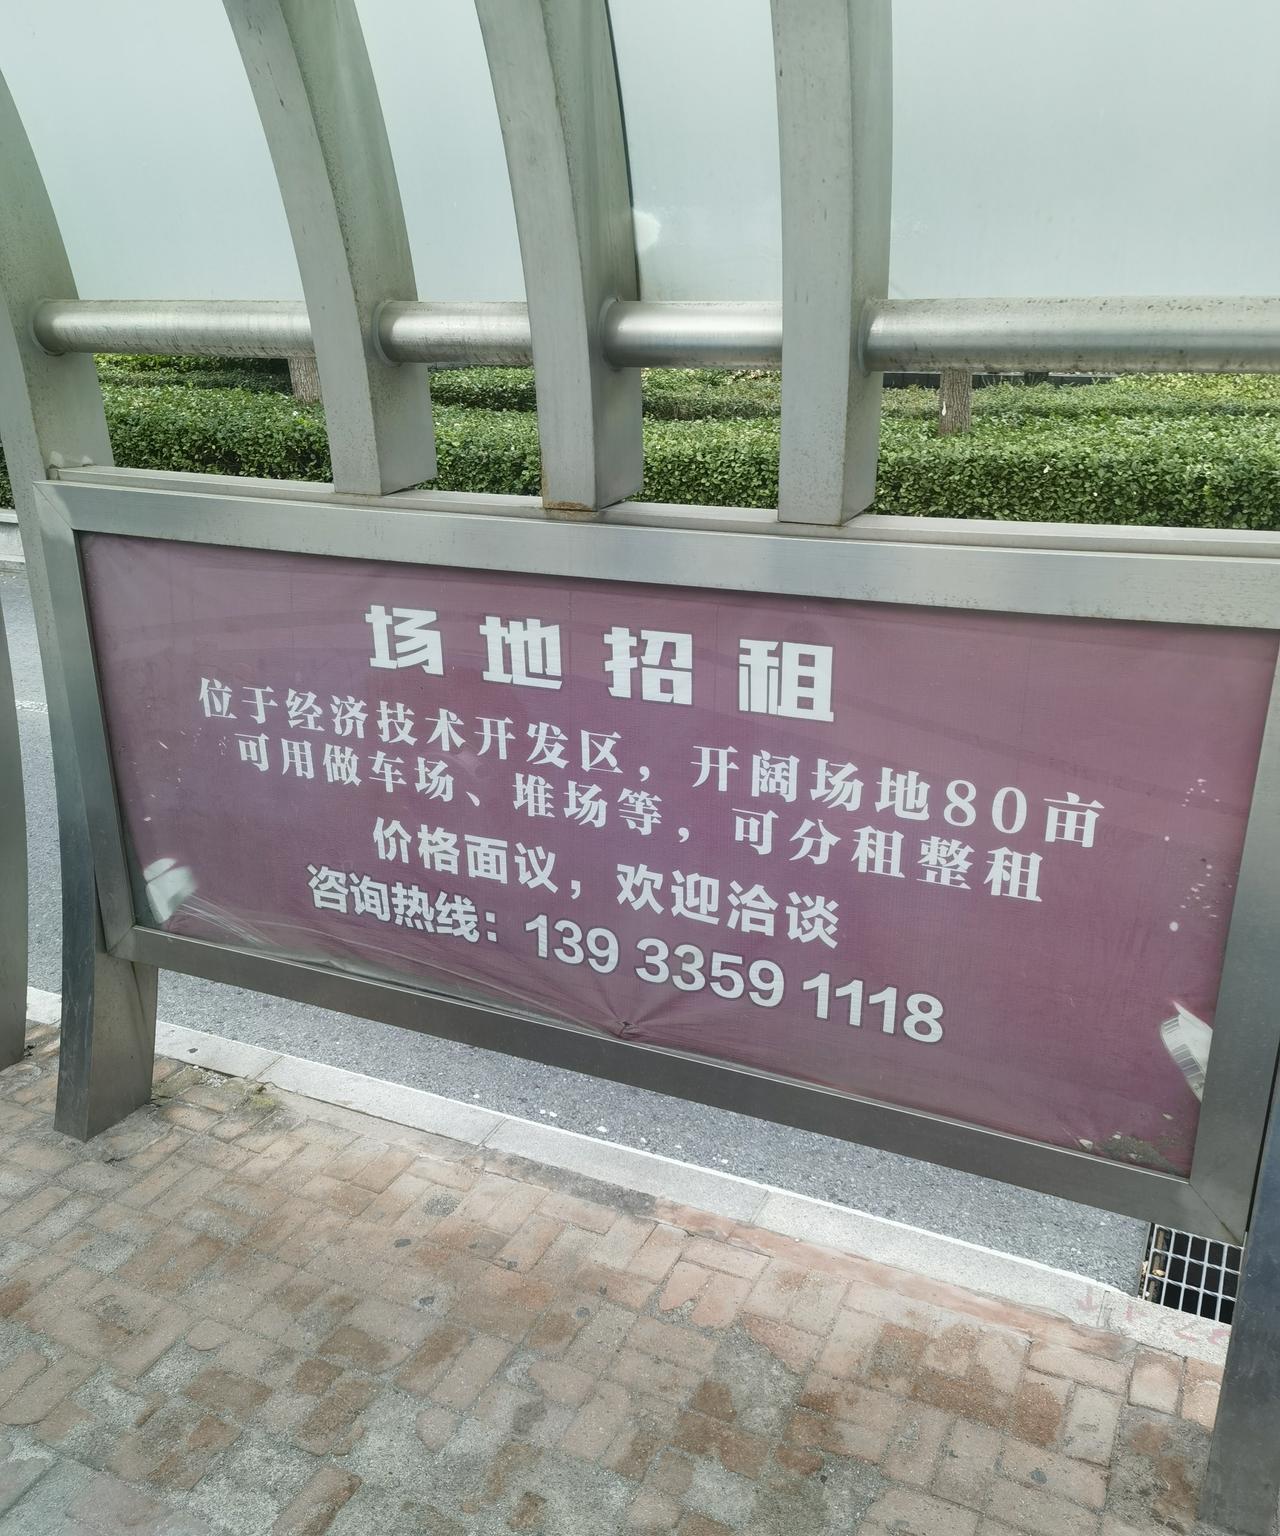 场地招租
位于经济技术开发区，开阔场地80亩
可用做车场、堆场等，可分租整租
价格面议，欢迎洽谈
咨询热线：139 3359 1118